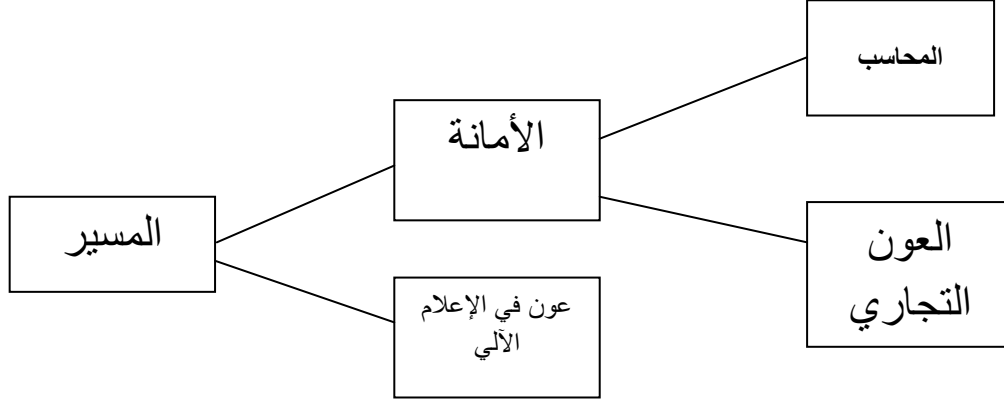 المحاسب
الأمانة
المسير
العون
التجاري
عون في الإعلام
الآلي